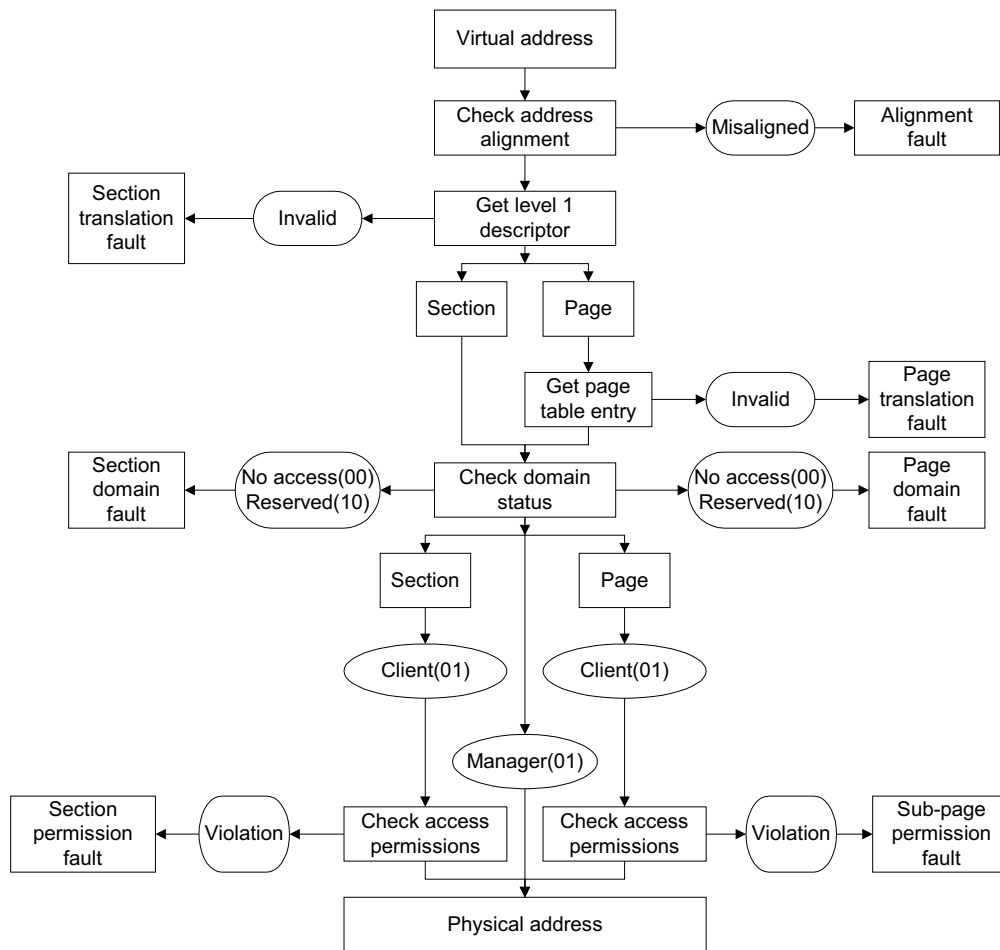 Virtual address
Check address
alignment
Misaligned
Alignment
fault
Section
translation
fault
Invalid
Get level 1
descriptor
Section
Page
Get page
table entry
Invalid
Page
translation
fault
Section
domain
fault
No access(00)
Reserved(10)
Check domain
status
No access(00)
Reserved(10)
Page
domain
fault
Section
Page
Client(01)
Client(01)
Manager(01)
Section
permission
fault
Violation
Check access
permissions
Check access
permissions
Violation
Sub-page
permission
fault
Physical address